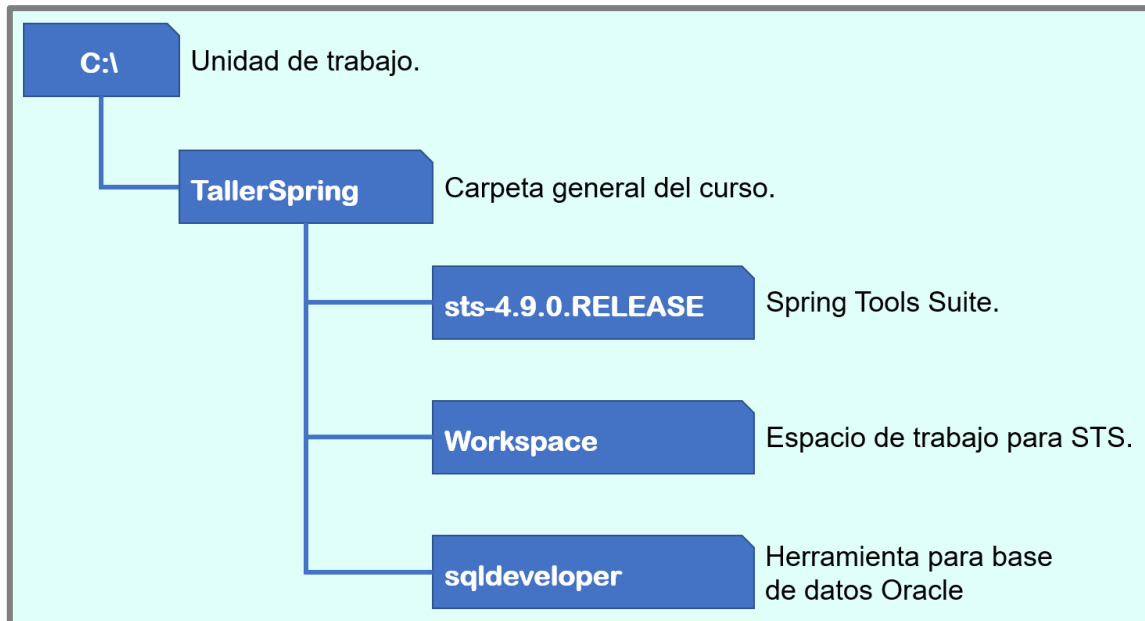 C:\
Unidad de trabajo.
TallerSpring
Carpeta general del curso.
sts-4.9.0.RELEASE
Spring Tools Suite.
Workspace
Espacio de trabajo para STS.
sqldeveloper
Herramienta para base
de datos Oracle